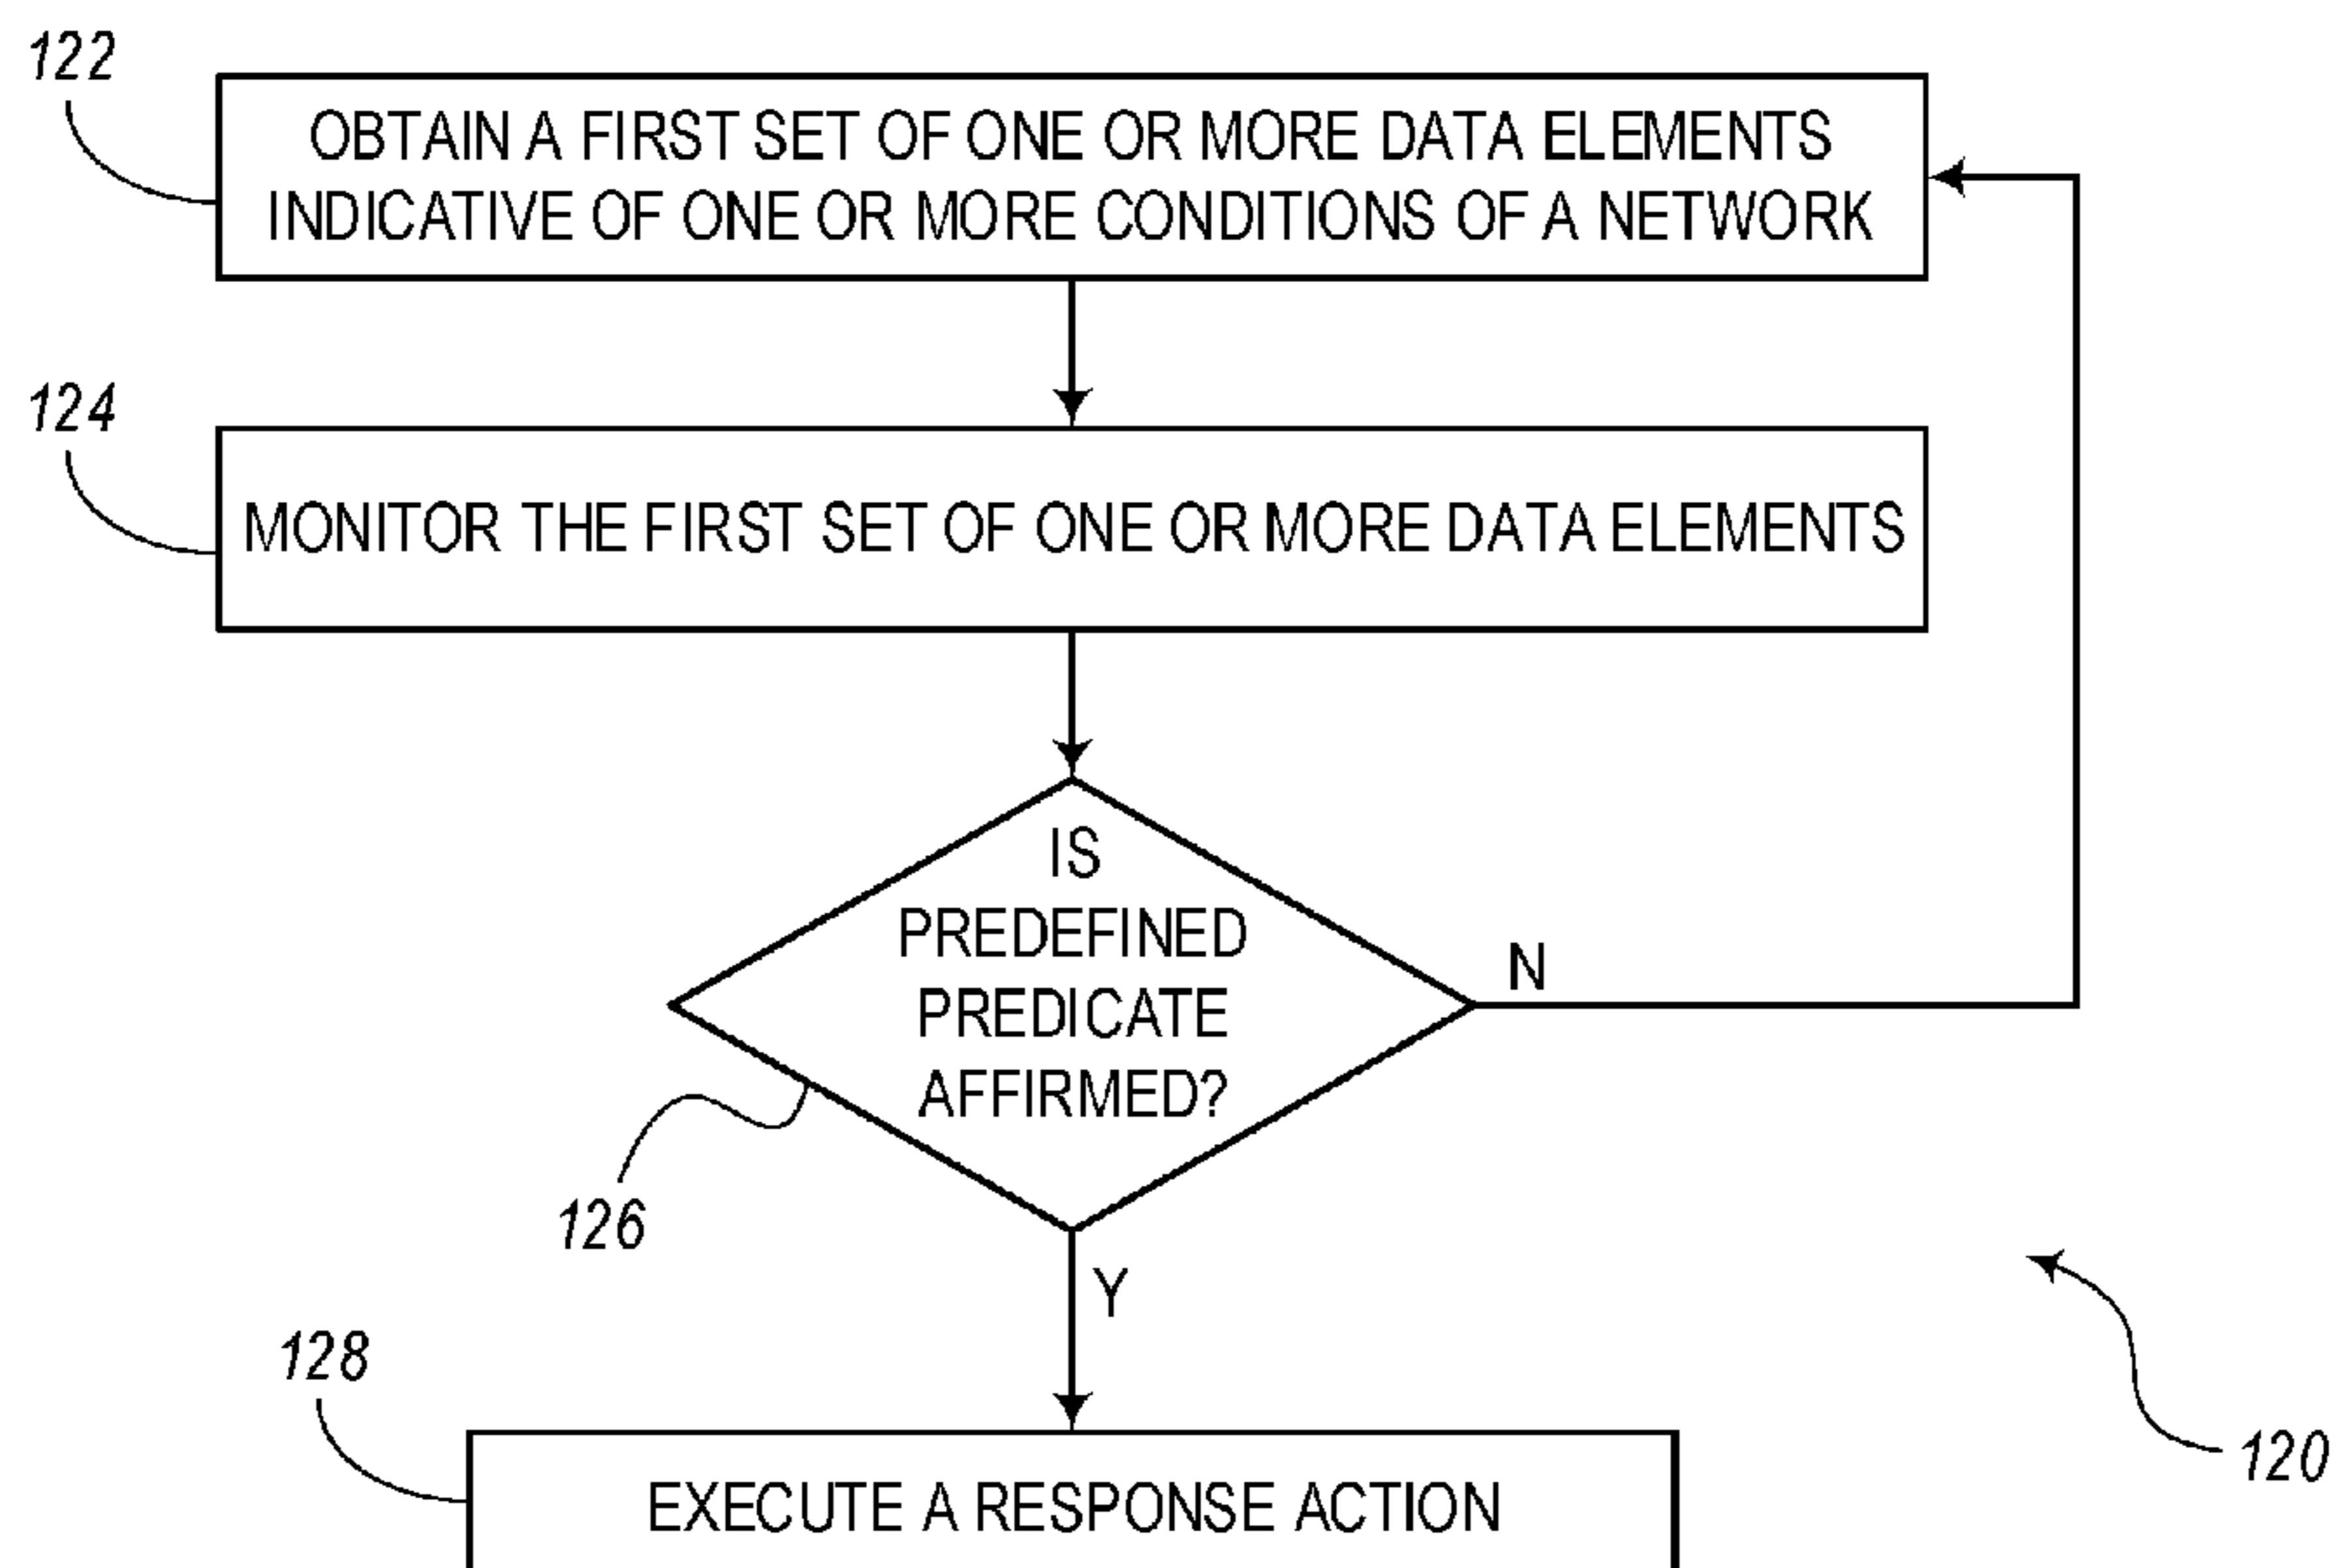 122
OBTAIN A FIRST SET OF ONE OR MORE DATA ELEMENTS
INDICATIVE OF ONE OR MORE CONDITIONS OF A NETWORK
124
MONITOR THE FIRST SET OF ONE OR MORE DATA ELEMENTS
IS
PREDEFINED
PREDICATE
AFFIRMED?
N
126
Y
128
EXECUTE A RESPONSE ACTION
120